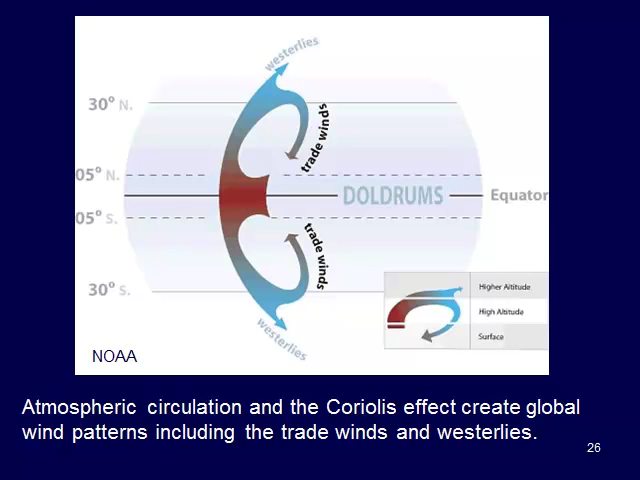 westerlies
30° N.
trade winds
05° N.
DOLDRUMS
Equator
05° S.
trade winds
30° S.
westerlies
Higher Altitude
High Altitude
Surface
NOAA
Atmospheric circulation and the Coriolis effect create global
wind patterns including the trade winds and westerlies.
26